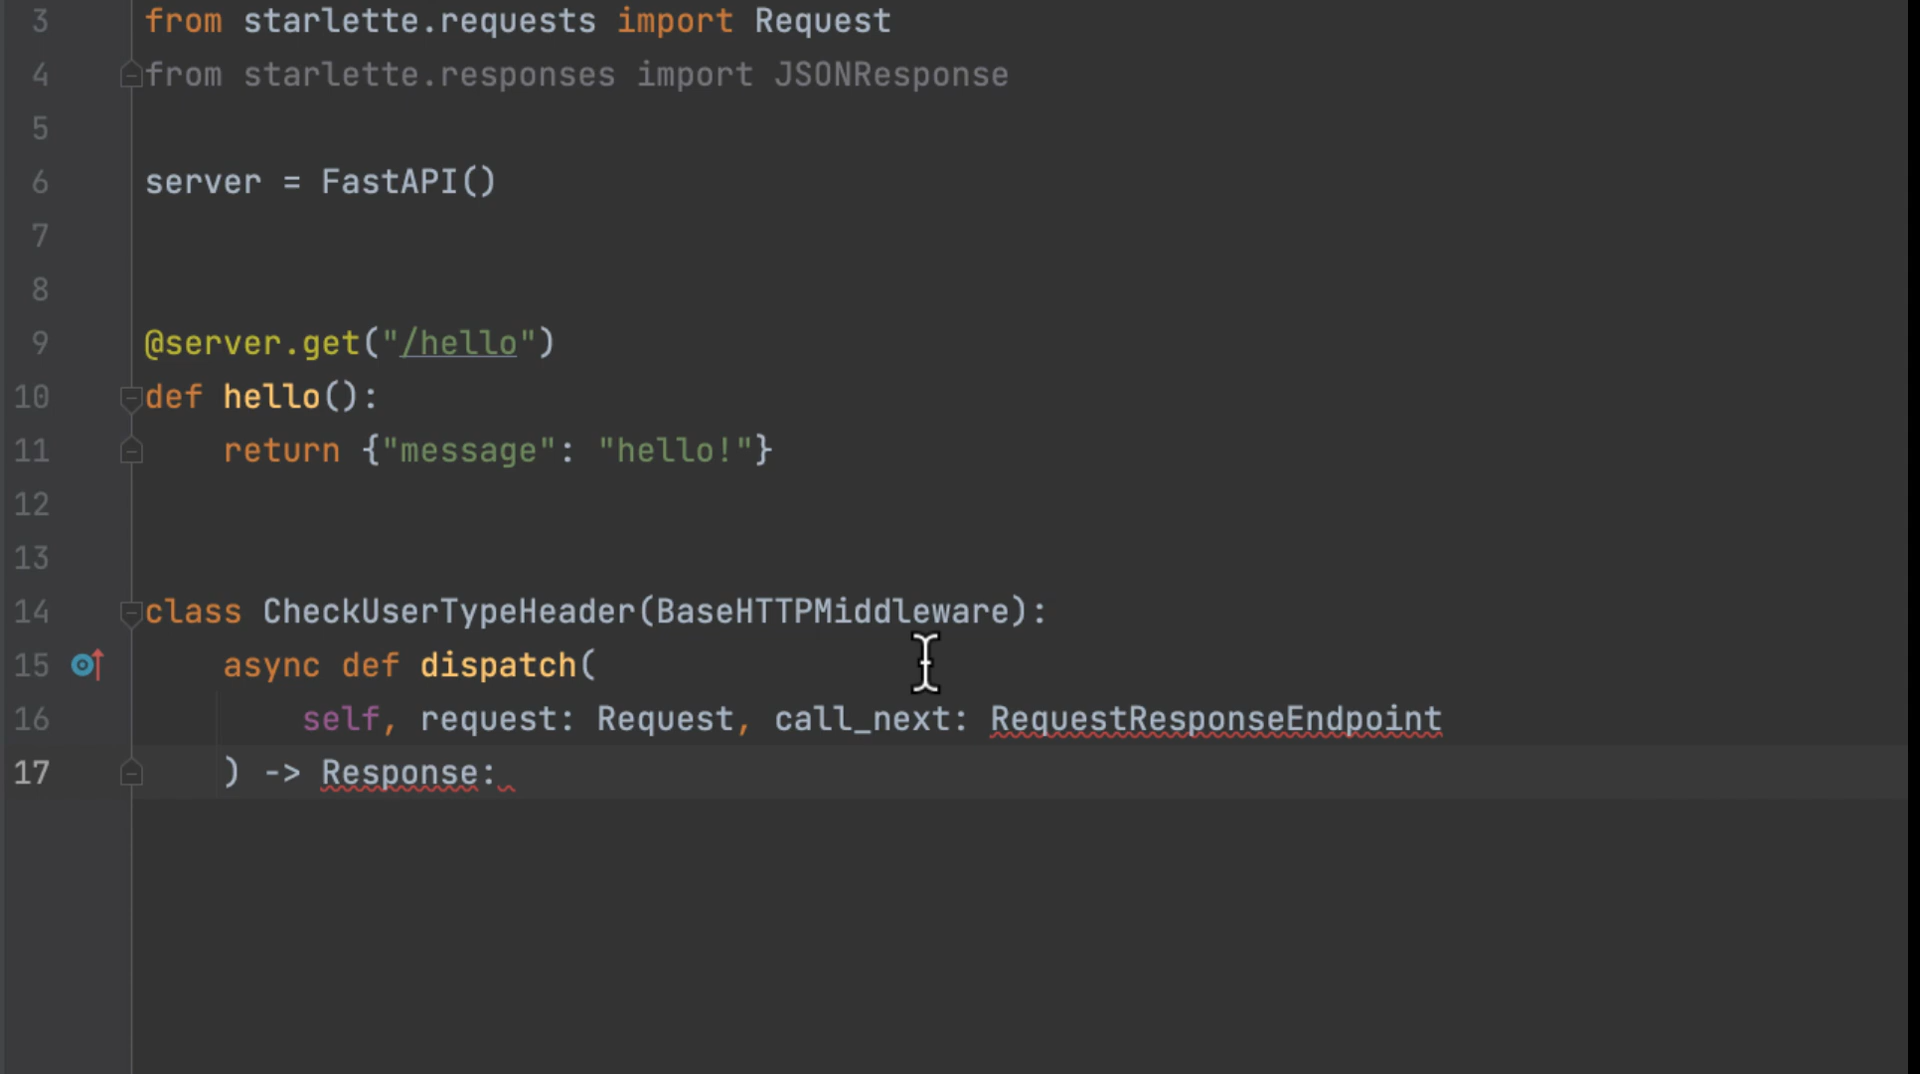 3 from starlette.requests import Request
4 from starlette.responses import JSONResponse
5
6 server = FastAPI()
7
8
9 @server.get("/hello")
10 def hello():
11     return {"message": "hello!"}
12
13
14 class CheckUserTypeHeader(BaseHTTPMiddleware):
15     async def dispatch(
16         self, request: Request, call_next: RequestResponseEndpoint
17     ) -> Response: